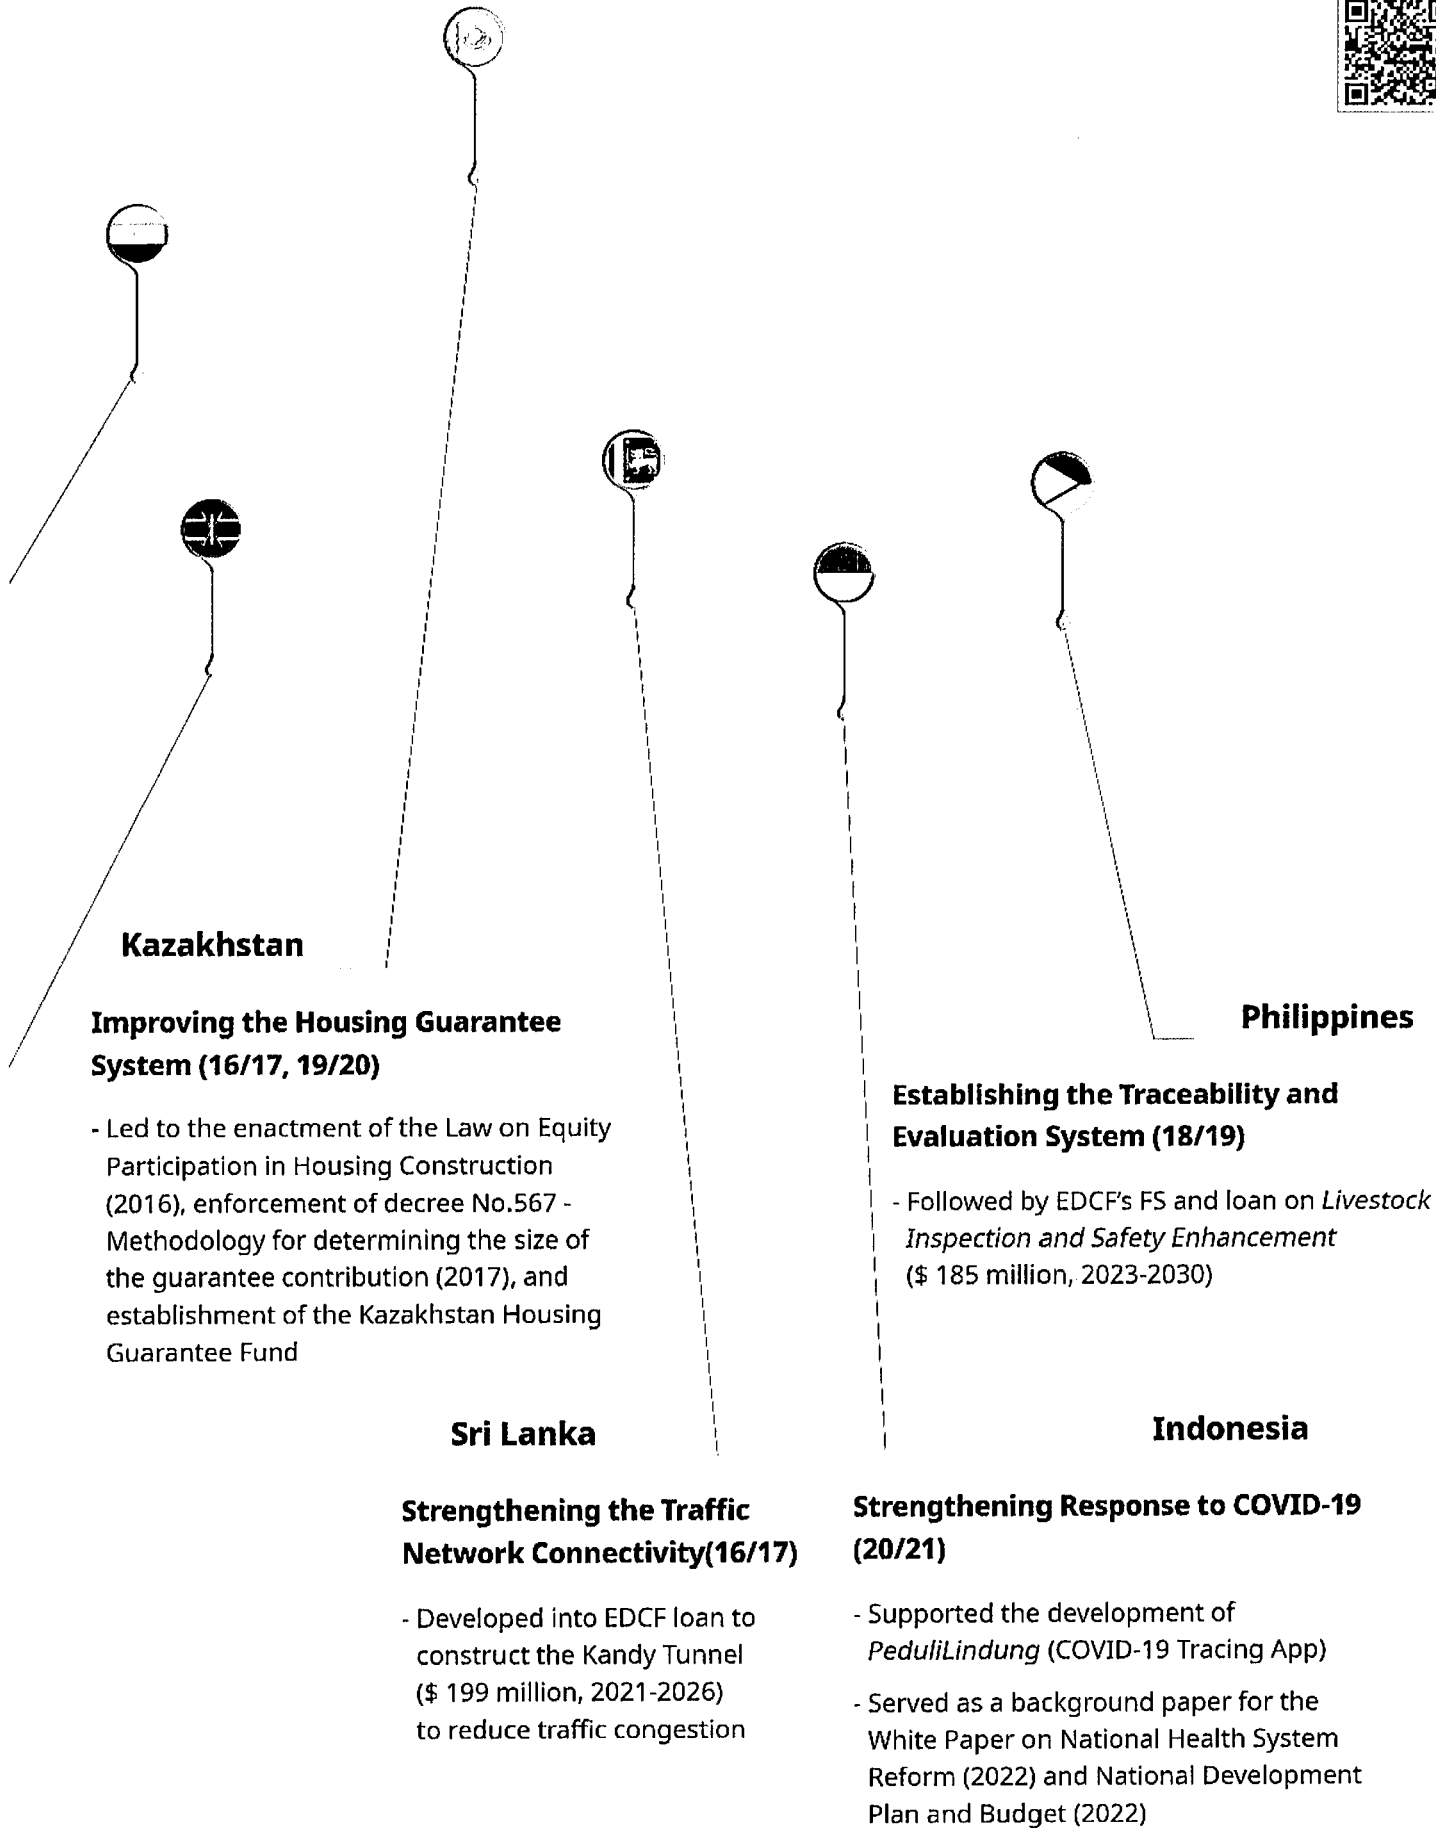 Kazakhstan
Improving the Housing Guarantee
System (16/17, 19/20)
- Led to the enactment of the Law on Equity
Participation in Housing Construction
(2016), enforcement of decree No.567 -
Methodology for determining the size of
the guarantee contribution (2017), and
establishment of the Kazakhstan Housing
Guarantee Fund
Philippines
Establishing the Traceability and
Evaluation System (18/19)
- Followed by EDCF's FS and loan on Livestock
Inspection and Safety Enhancement
($ 185 million, 2023-2030)
Sri Lanka
Strengthening the Traffic
Network Connectivity(16/17)
- Developed into EDCF loan to
construct the Kandy Tunnel
($ 199 million, 2021-2026)
to reduce traffic congestion
Indonesia
Strengthening Response to COVID-19
(20/21)
- Supported the development of
PeduliLindung (COVID-19 Tracing App)
- Served as a background paper for the
White Paper on National Health System
Reform (2022) and National Development
Plan and Budget (2022)